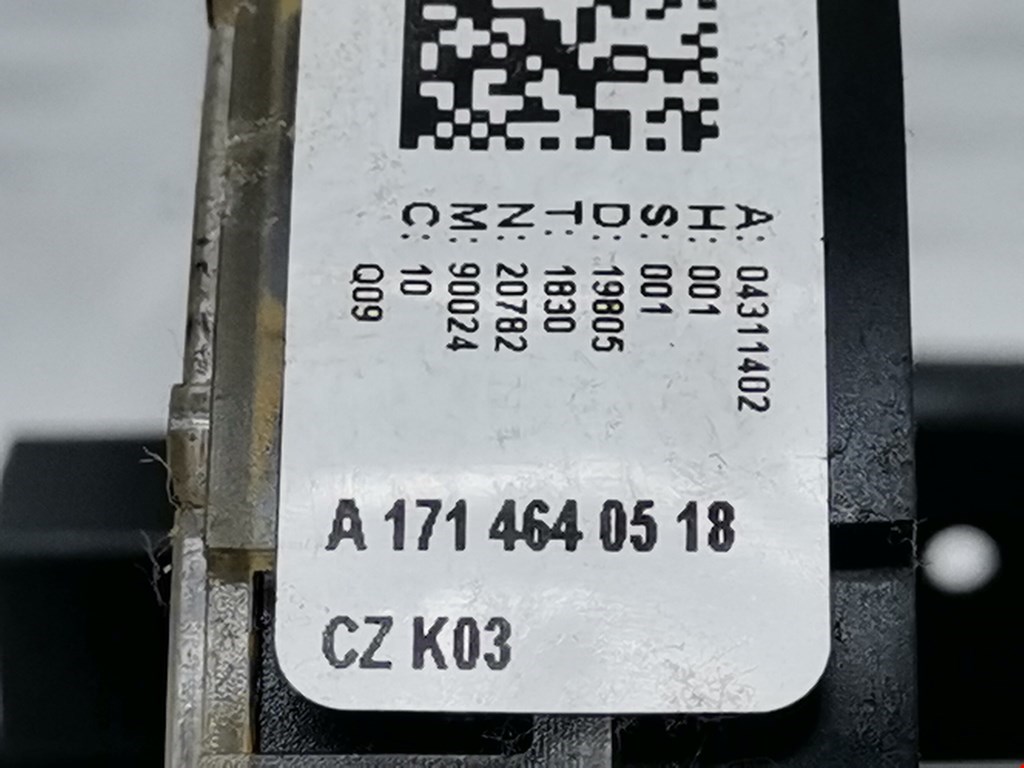 A: 04311402
H: 001
S: 001
D: 19805
T: 1830
N: 20782
M: 90024
C: 10
Q09
A 171 464 05 18
CZ K03